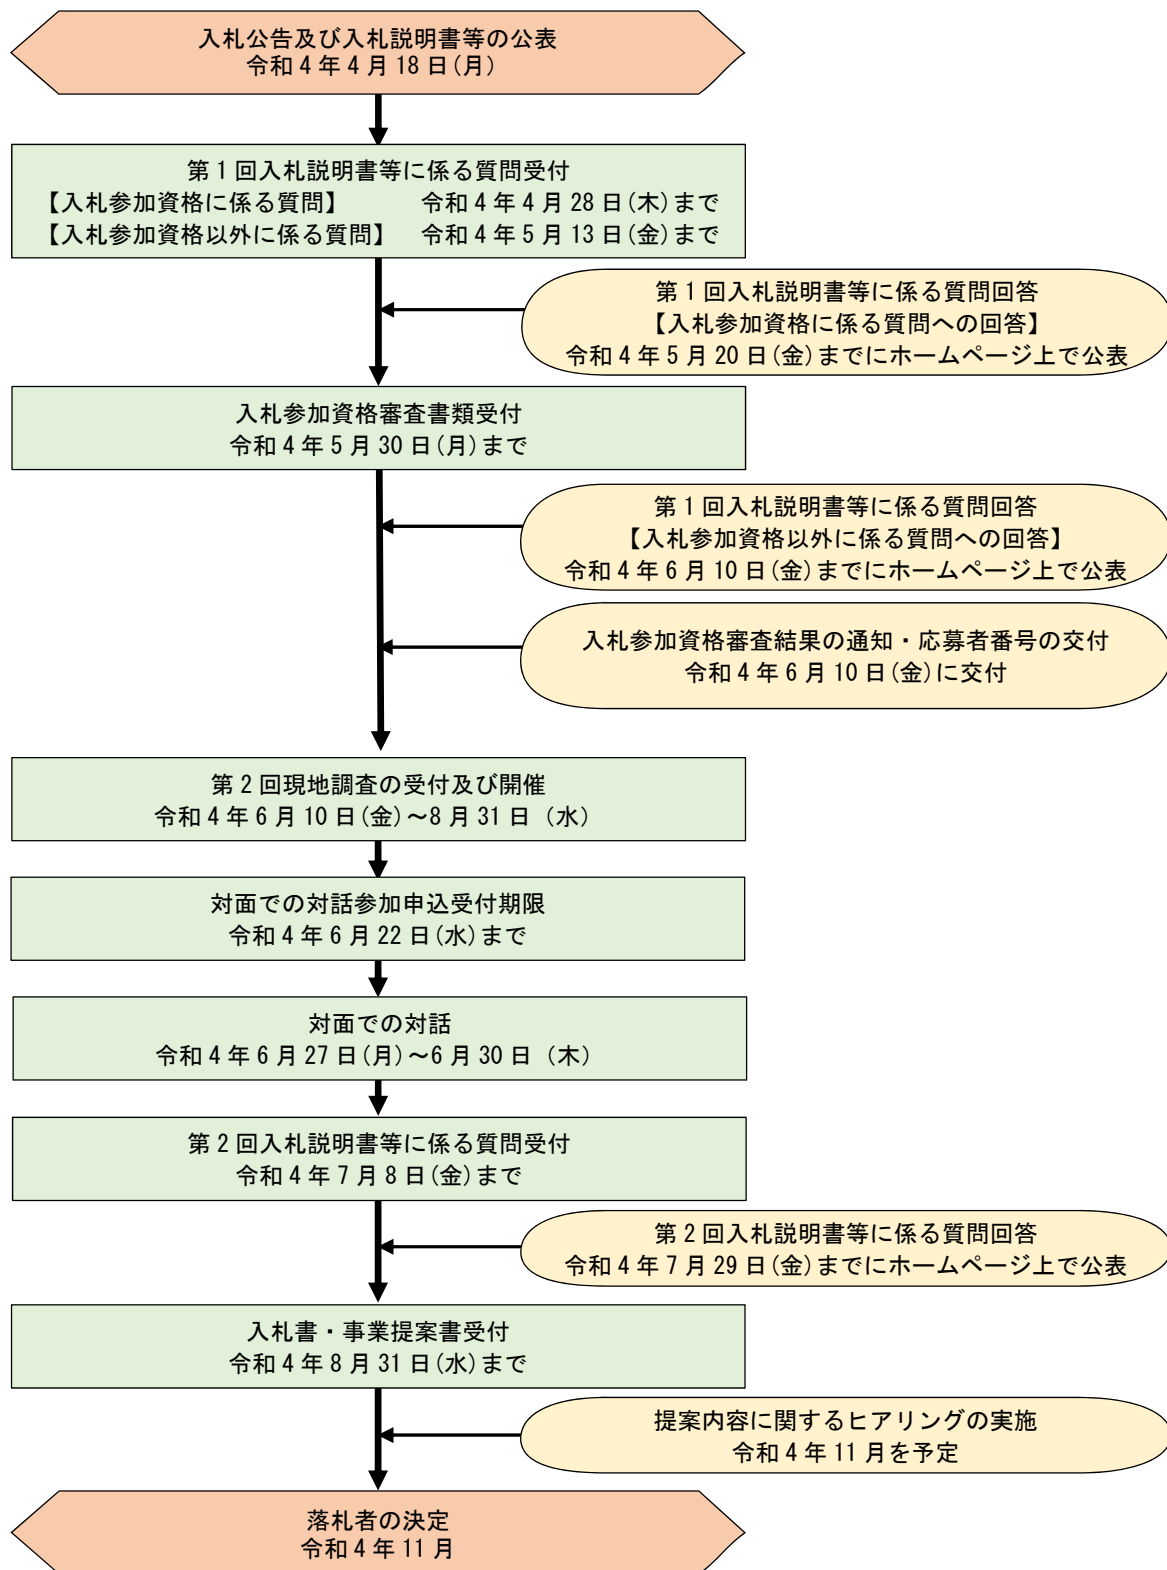 入札公告及び入札説明書等の公表
令和4年4月18日(月)
第1回入札説明書等に係る質問受付
【入札参加資格に係る質問】 令和4年4月28日(木)まで
【入札参加資格以外に係る質問】 令和4年5月13日(金)まで
第1回入札説明書等に係る質問回答
【入札参加資格に係る質問への回答】
令和4年5月20日(金)までにホームページ上で公表
入札参加資格審査書類受付
令和4年5月30日(月)まで
第1回入札説明書等に係る質問回答
【入札参加資格以外に係る質問への回答】
令和4年6月10日(金)までにホームページ上で公表
入札参加資格審査結果の通知・応募者番号の交付
令和4年6月10日(金)に交付
第2回現地調査の受付及び開催
令和4年6月10日(金)～8月31日（水）
対面での対話参加申込受付期限
令和4年6月22日(水)まで
対面での対話
令和4年6月27日(月)～6月30日（木）
第2回入札説明書等に係る質問受付
令和4年7月8日(金)まで
第2回入札説明書等に係る質問回答
令和4年7月29日(金)までにホームページ上で公表
入札書・事業提案書受付
令和4年8月31日(水)まで
提案内容に関するヒアリングの実施
令和4年11月を予定
落札者の決定
令和4年11月